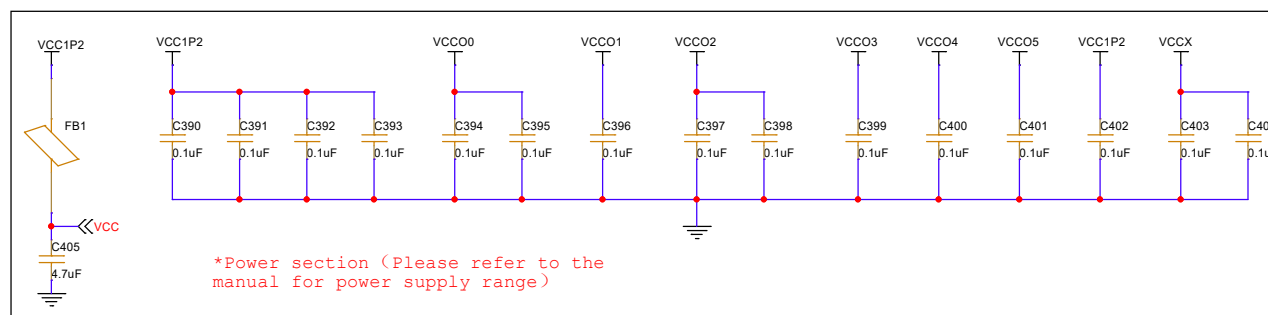 VCC1P2 VCC1P2 VCCO0 VCCO1 VCCO2 VCCO3 VCCO4 VCCO5 VCC1P2 VCCX
FB1 C390 C391 C392 C393 C394 C395 C396 C397 C398 C399 C400 C401 C402 C403
0.1uF 0.1uF 0.1uF 0.1uF 0.1uF 0.1uF 0.1uF 0.1uF 0.1uF 0.1uF 0.1uF 0.1uF 0.1uF 0.1uF
VCC
C405
4.7uF
*Power section（Please refer to the
manual for power supply range）